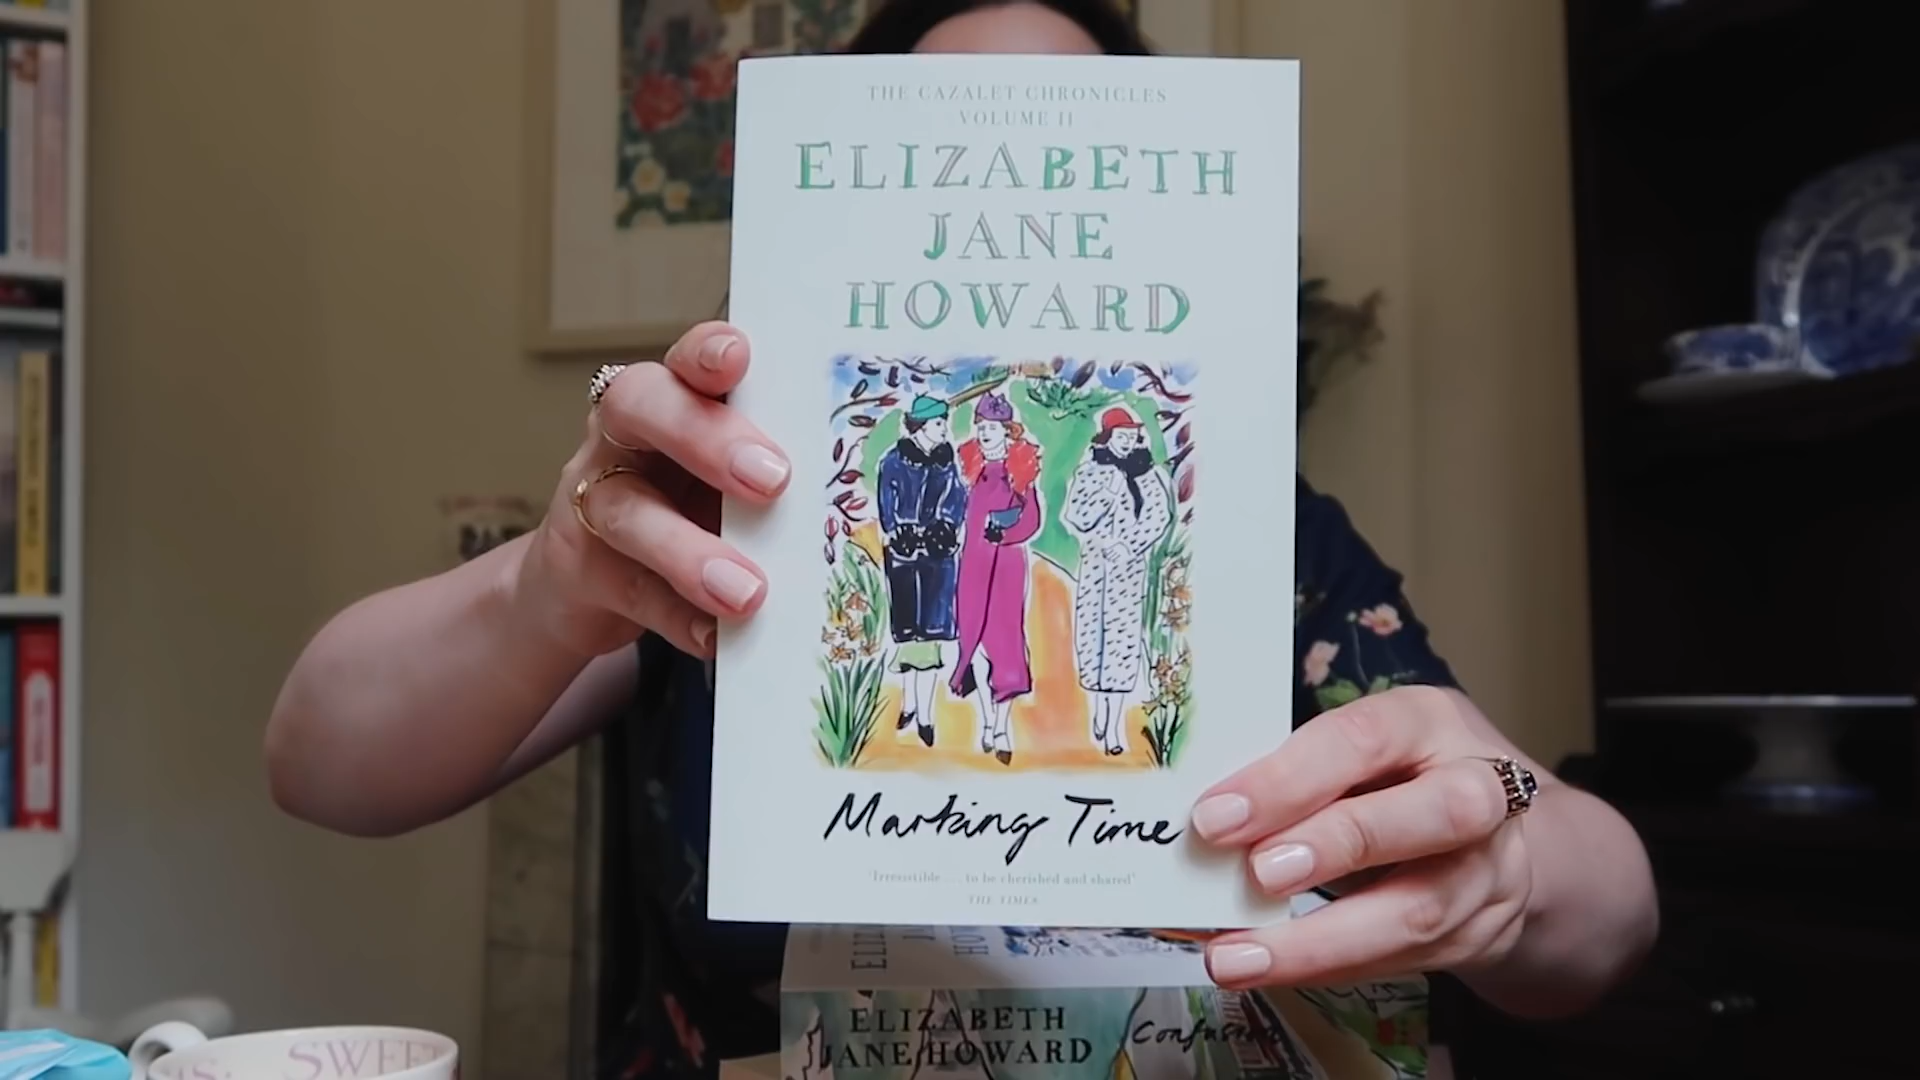 THE CAZALET CHRONICLES
VOLUME II
ELIZABETH
JANE
HOWARD
Marking Time
'Irresistible . . . to be cherished and shared'
THE TIMES
ELIZABETH
JANE HOWARD
Confusion
SWEET